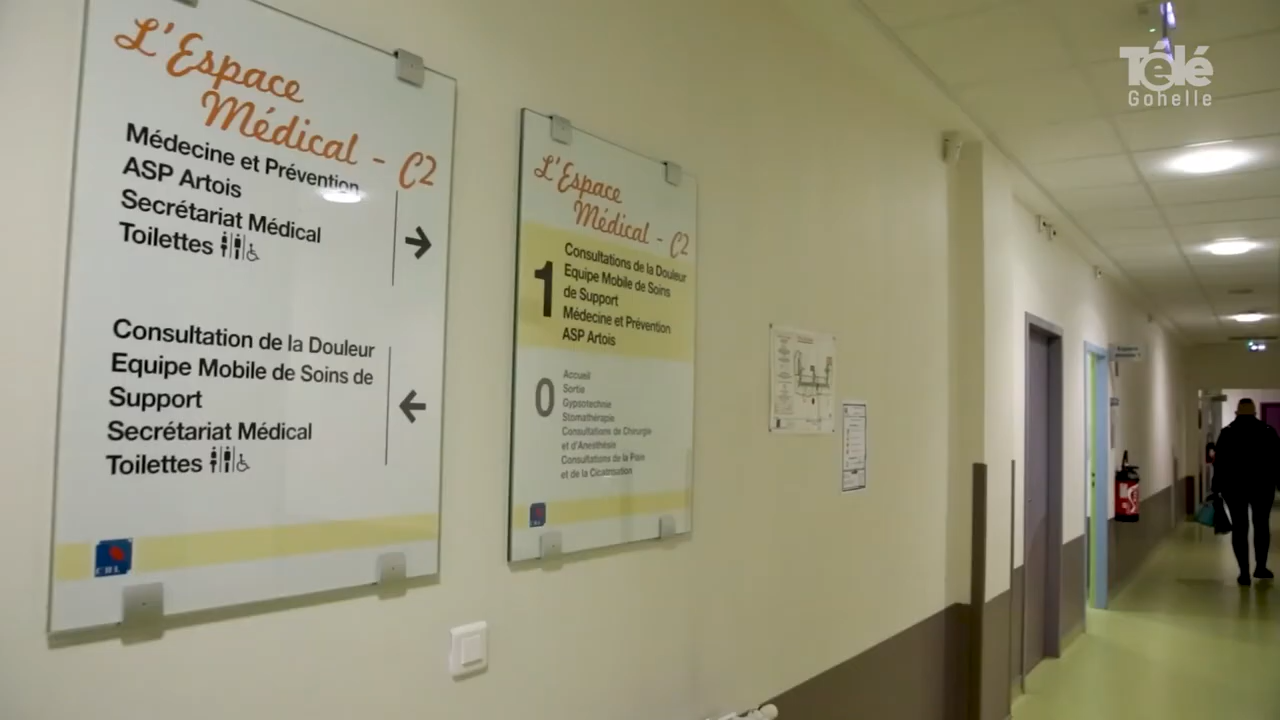 L'Espace
Médical - C2
Médecine et Prévention
ASP Artois
Secrétariat Médical
Toilettes
Consultation de la Douleur
Equipe Mobile de Soins de
Support
Secrétariat Médical
Toilettes
L'Espace
Médical - C2
1
Consultations de la Douleur
Equipe Mobile de Soins
de Support
Médecine et Prévention
ASP Artois
0
Accueil
Sortie
Gypsotechnie
Stomathérapie
Consultations de Chirurgie
et d'Anesthésie
Consultations de la Plaie
et de la Cicatrisation
Télé
Gohelle